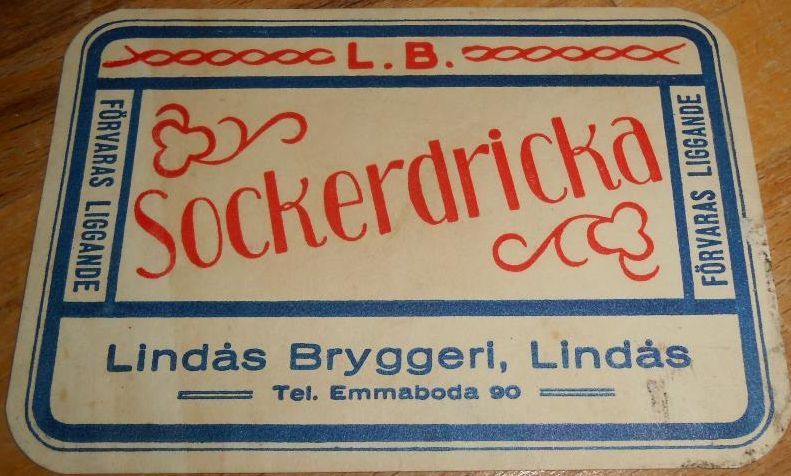 L.B.
FÖRVARAS LIGGANDE
Sockerdricka
FÖRVARAS LIGGANDE
Lindås Bryggeri, Lindås
Tel. Emmaboda 90